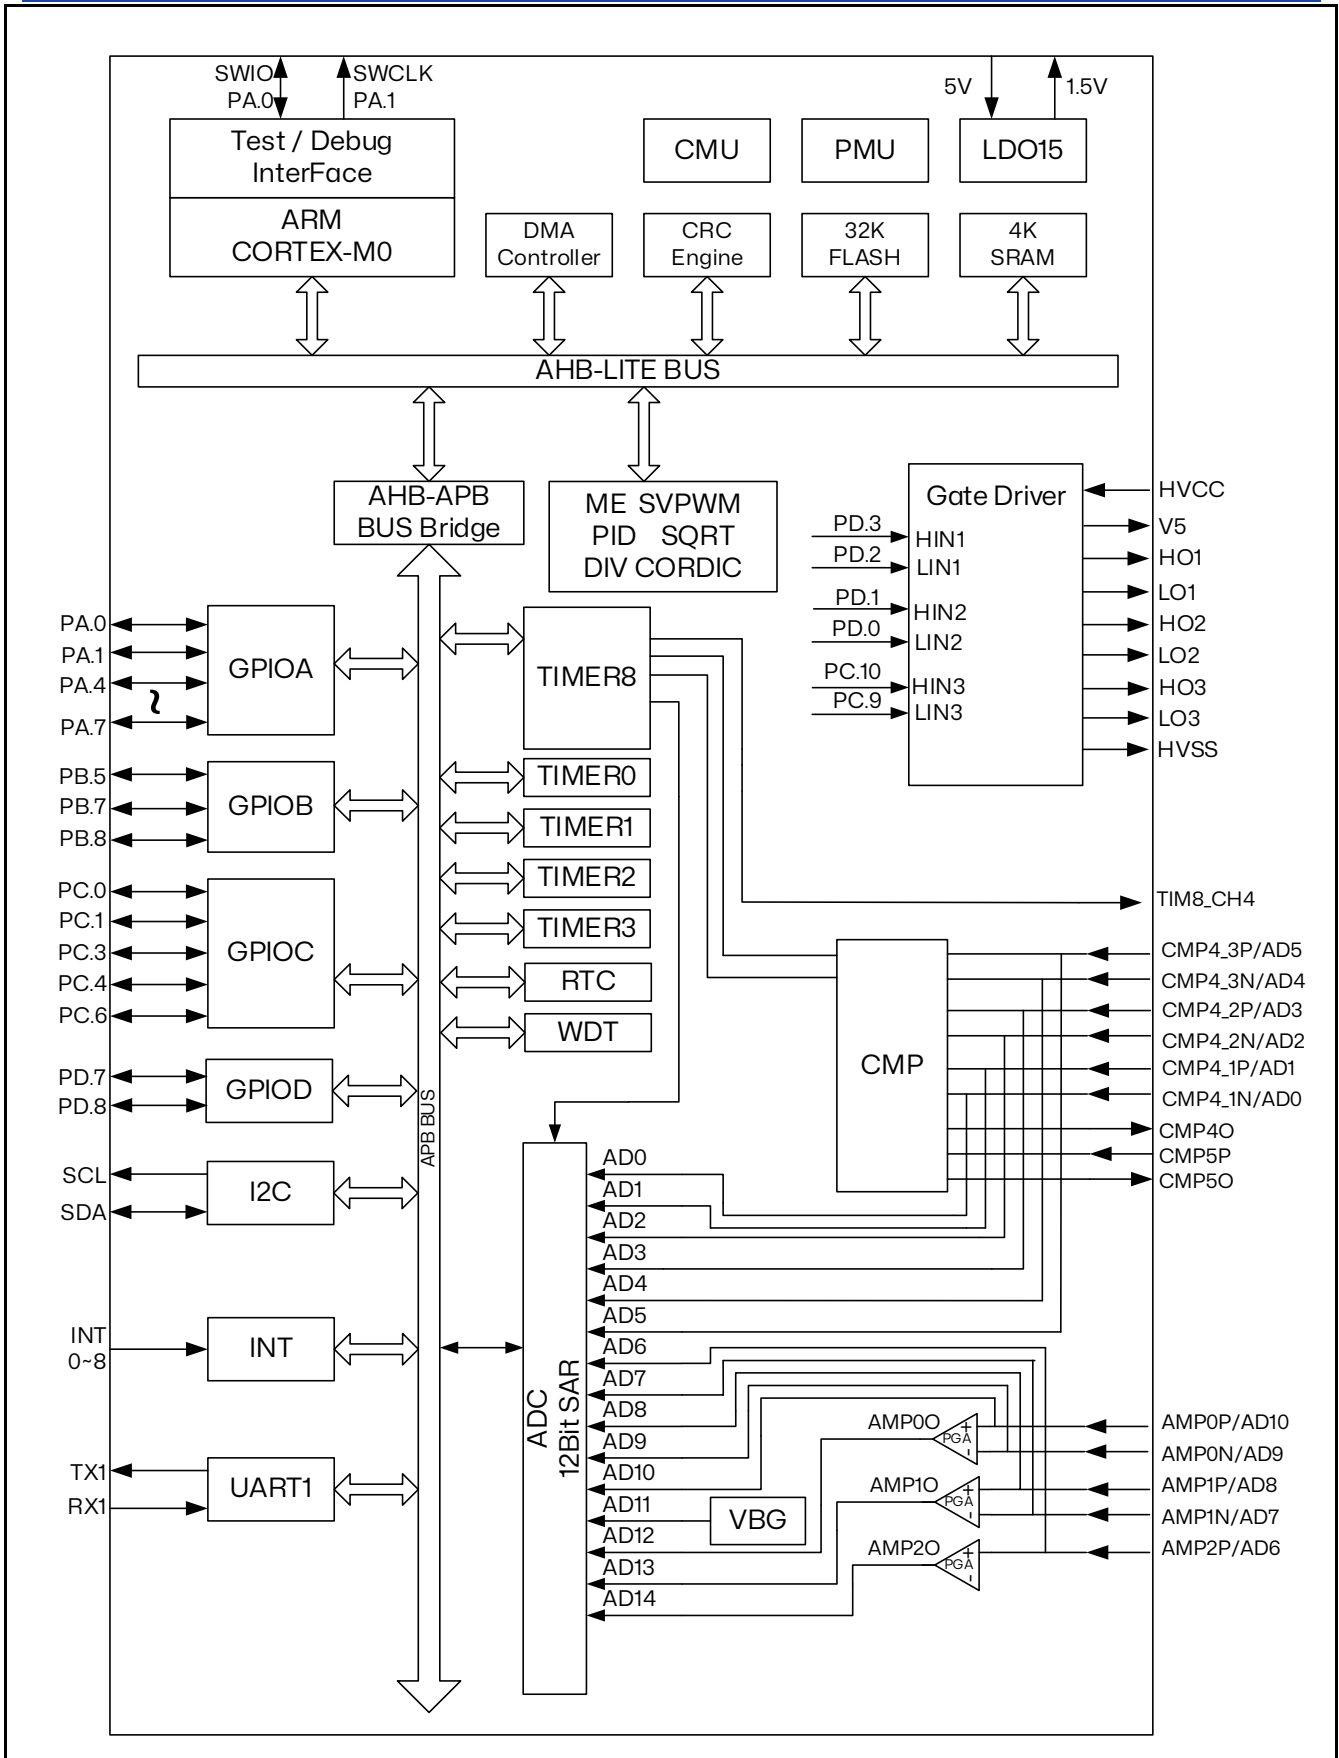 SWIO
PA.0
SWCLK
PA.1
5V
1.5V
Test / Debug
InterFace
CMU
PMU
LDO15
ARM
CORTEX-M0
DMA
Controller
CRC
Engine
32K
FLASH
4K
SRAM
AHB-LITE BUS
AHB-APB
BUS Bridge
ME SVPWM
PID SQRT
DIV CORDIC
Gate Driver
PD.3
HIN1
PD.2
LIN1
PD.1
HIN2
PD.0
LIN2
PC.10
HIN3
PC.9
LIN3
HVCC
V5
HO1
LO1
HO2
LO2
HO3
LO3
HVSS
PA.0
PA.1
PA.4
~
PA.7
GPIOA
PB.5
PB.7
PB.8
GPIOB
PC.0
PC.1
PC.3
PC.4
PC.6
GPIOC
PD.7
PD.8
GPIOD
SCL
SDA
I2C
INT
0~8
INT
TX1
RX1
UART1
APB BUS
TIMER8
TIMER0
TIMER1
TIMER2
TIMER3
RTC
WDT
TIM8_CH4
CMP
CMP4_3P/AD5
CMP4_3N/AD4
CMP4_2P/AD3
CMP4_2N/AD2
CMP4_1P/AD1
CMP4_1N/AD0
CMP4O
CMP5P
CMP5O
ADC
12Bit SAR
AD0
AD1
AD2
AD3
AD4
AD5
AD6
AD7
AD8
AD9
AD10
AD11
AD12
AD13
AD14
VBG
AMP0O
+
PGA
-
AMP1O
+
PGA
-
AMP2O
+
PGA
-
AMP0P/AD10
AMP0N/AD9
AMP1P/AD8
AMP1N/AD7
AMP2P/AD6